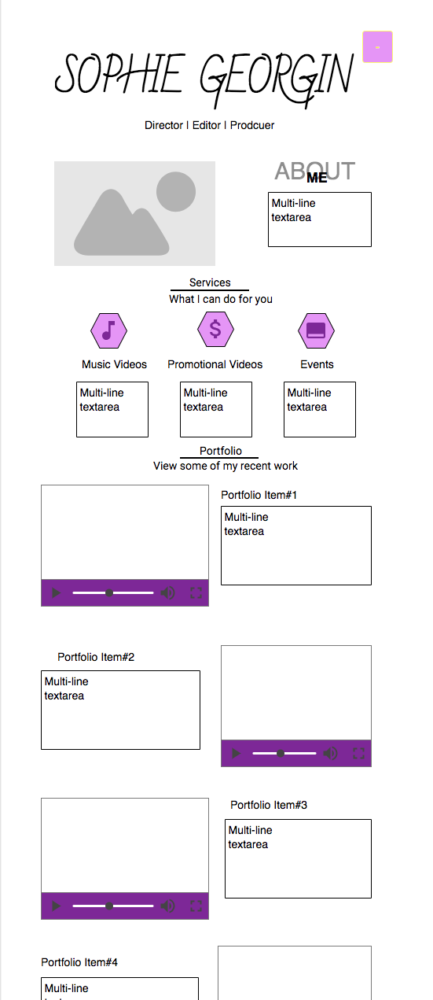 SOPHIE GEORGIN
Director | Editor | Prodcuer
ABOUT
ME
Multi-line
textarea
Services
What I can do for you
Music Videos
Promotional Videos
Events
Multi-line
textarea
Multi-line
textarea
Multi-line
textarea
Portfolio
View some of my recent work
Portfolio Item#1
Multi-line
textarea
Portfolio Item#2
Multi-line
textarea
Portfolio Item#3
Multi-line
textarea
Portfolio Item#4
Multi-line